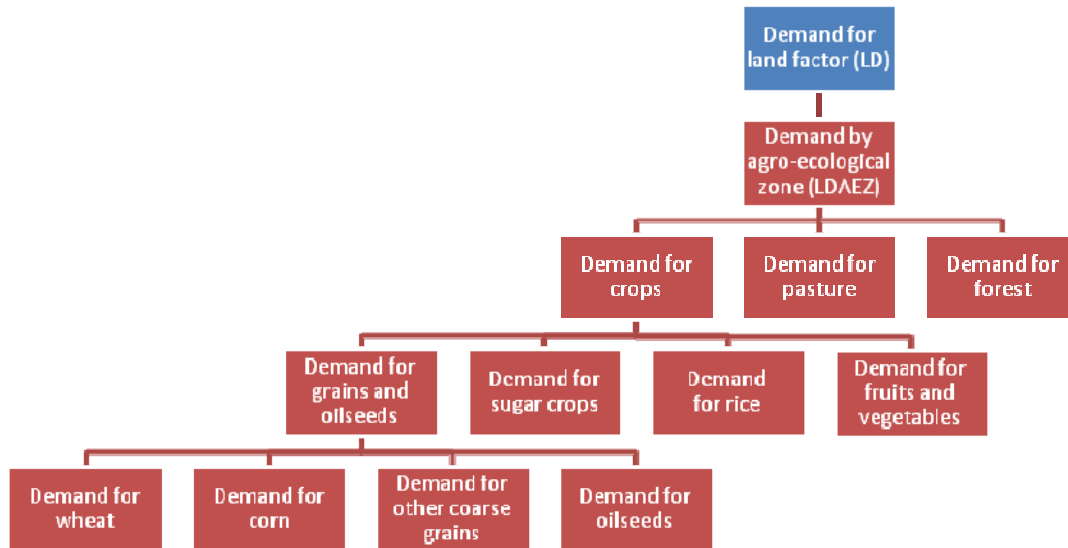 Demand for
land factor (LD)
Demand by
agro-ecological
zone (LDAEZ)
Demand for
crops
Demand for
pasture
Demand for
forest
Demand for
grains and
oilseeds
Demand for
sugar crops
Demand
for rice
Demand for
fruits and
vegetables
Demand for
wheat
Demand for
corn
Demand for
other coarse
grains
Demand for
oilseeds